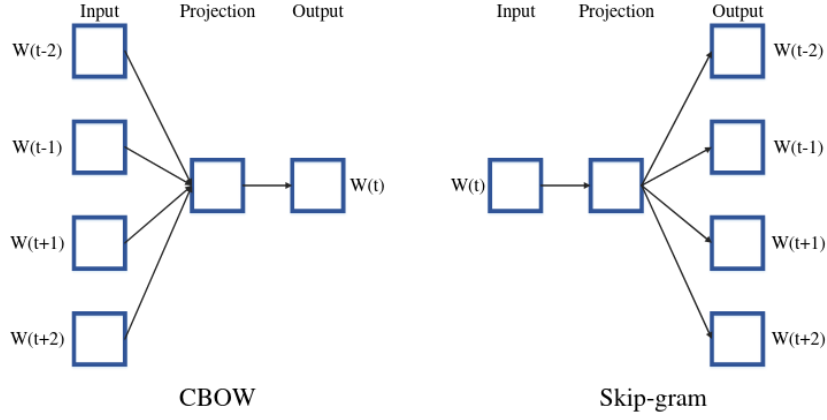 Input Projection Output
W(t-2)
W(t-1)
W(t)
W(t+1)
W(t+2)
CBOW
Input Projection Output
W(t-2)
W(t-1)
W(t)
W(t+1)
W(t+2)
Skip-gram